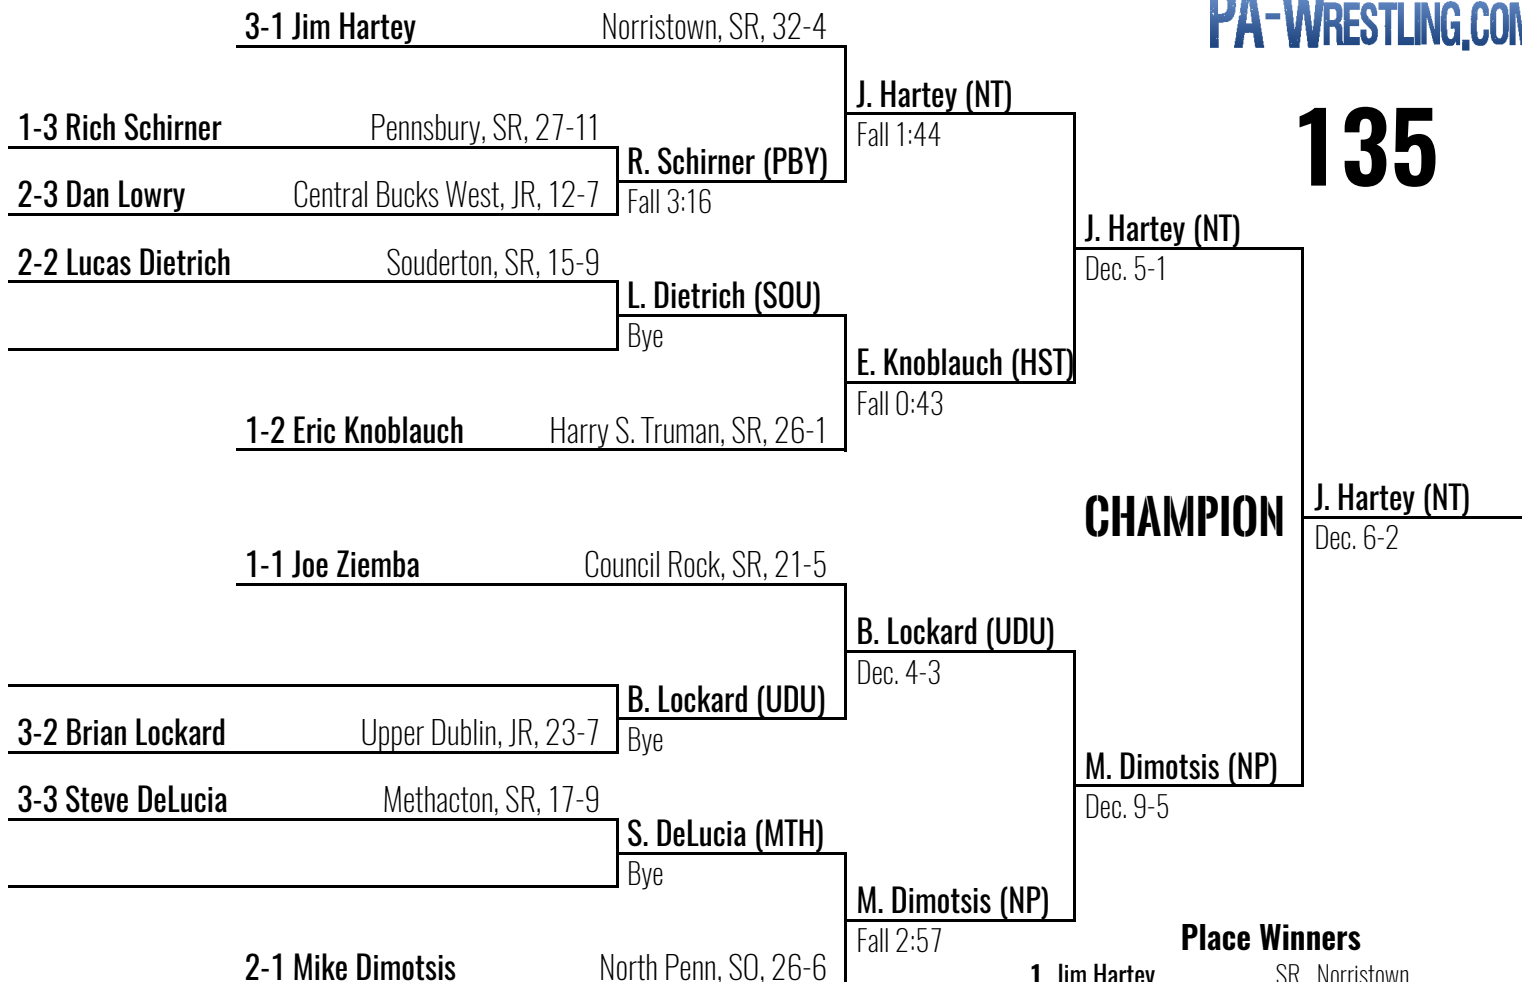 PA-WRESTLING.COM
3-1 Jim Hartey Norristown, SR, 32-4
J. Hartey (NT)
135
1-3 Rich Schirner Pennsbury, SR, 27-11
Fall 1:44
R. Schirner (PBY)
2-3 Dan Lowry Central Bucks West, JR, 12-7
Fall 3:16
J. Hartey (NT)
2-2 Lucas Dietrich Souderton, SR, 15-9
Dec. 5-1
L. Dietrich (SOU)
Bye
E. Knoblauch (HST)
Fall 0:43
1-2 Eric Knoblauch Harry S. Truman, SR, 26-1
J. Hartey (NT)
CHAMPION
Dec. 6-2
1-1 Joe Ziemba Council Rock, SR, 21-5
B. Lockard (UDU)
Dec. 4-3
B. Lockard (UDU)
3-2 Brian Lockard Upper Dublin, JR, 23-7
Bye
M. Dimotsis (NP)
3-3 Steve DeLucia Methacton, SR, 17-9
Dec. 9-5
S. DeLucia (MTH)
Bye
M. Dimotsis (NP)
Fall 2:57
Place Winners
2-1 Mike Dimotsis North Penn, SO, 26-6
1 Jim Hartey SR Norristown